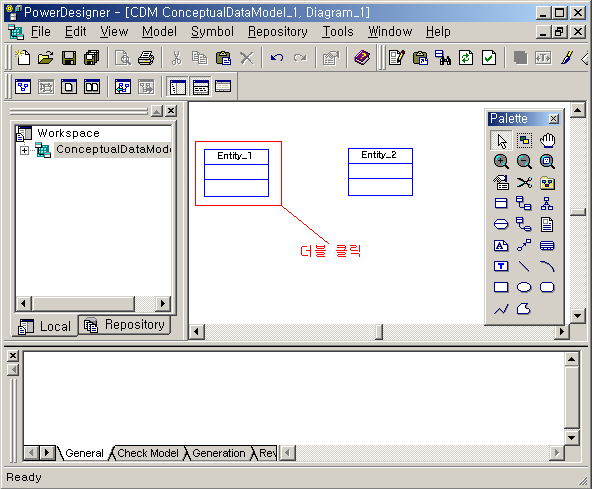 PowerDesigner - [CDM ConceptualDataModel_1, Diagram_1]
File Edit View Model Symbol Repository Tools Window Help
Workspace
ConceptualDataMode
Entity_1
Entity_2
Palette
더블 클릭
Local
Repository
General
Check Model
Generation
Rev
Ready